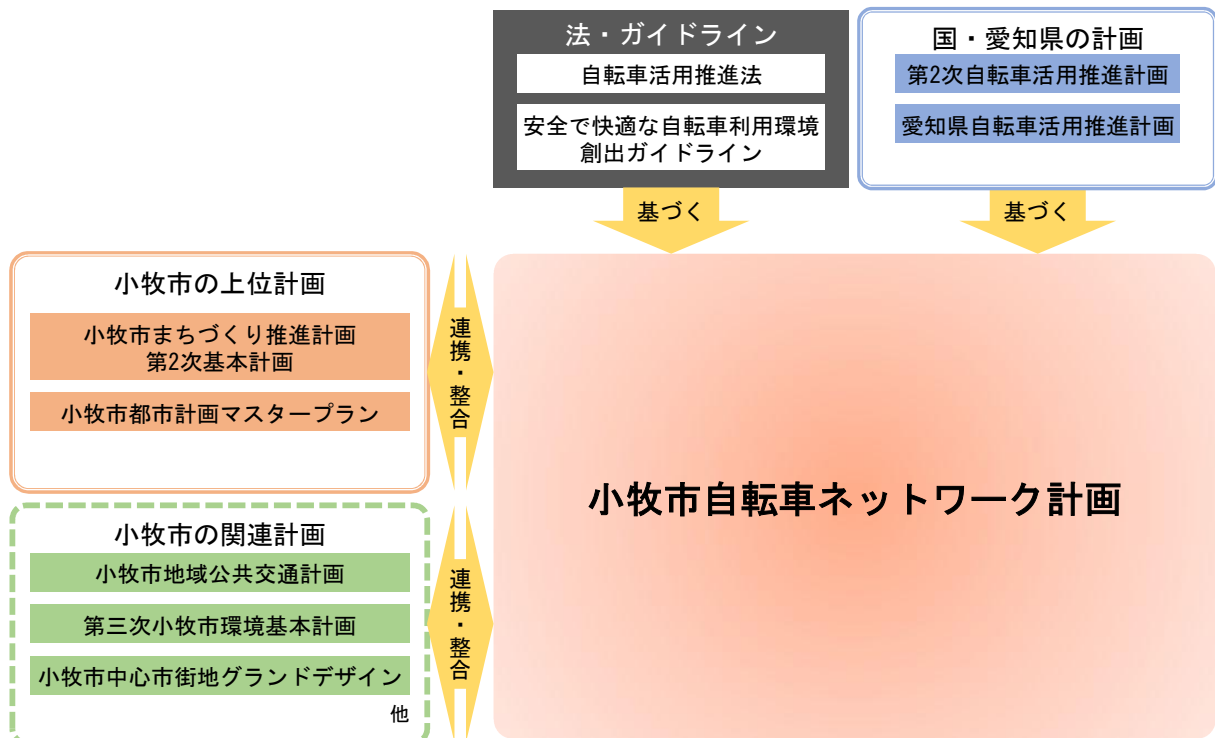 法・ガイドライン
自転車活用推進法
安全で快適な自転車利用環境
創出ガイドライン
国・愛知県の計画
第2次自転車活用推進計画
愛知県自転車活用推進計画
基づく
基づく
小牧市の上位計画
小牧市まちづくり推進計画
第2次基本計画
小牧市都市計画マスタープラン
連携・整合
小牧市自転車ネットワーク計画
小牧市の関連計画
小牧市地域公共交通計画
第三次小牧市環境基本計画
小牧市中心市街地グランドデザイン
他
連携・整合